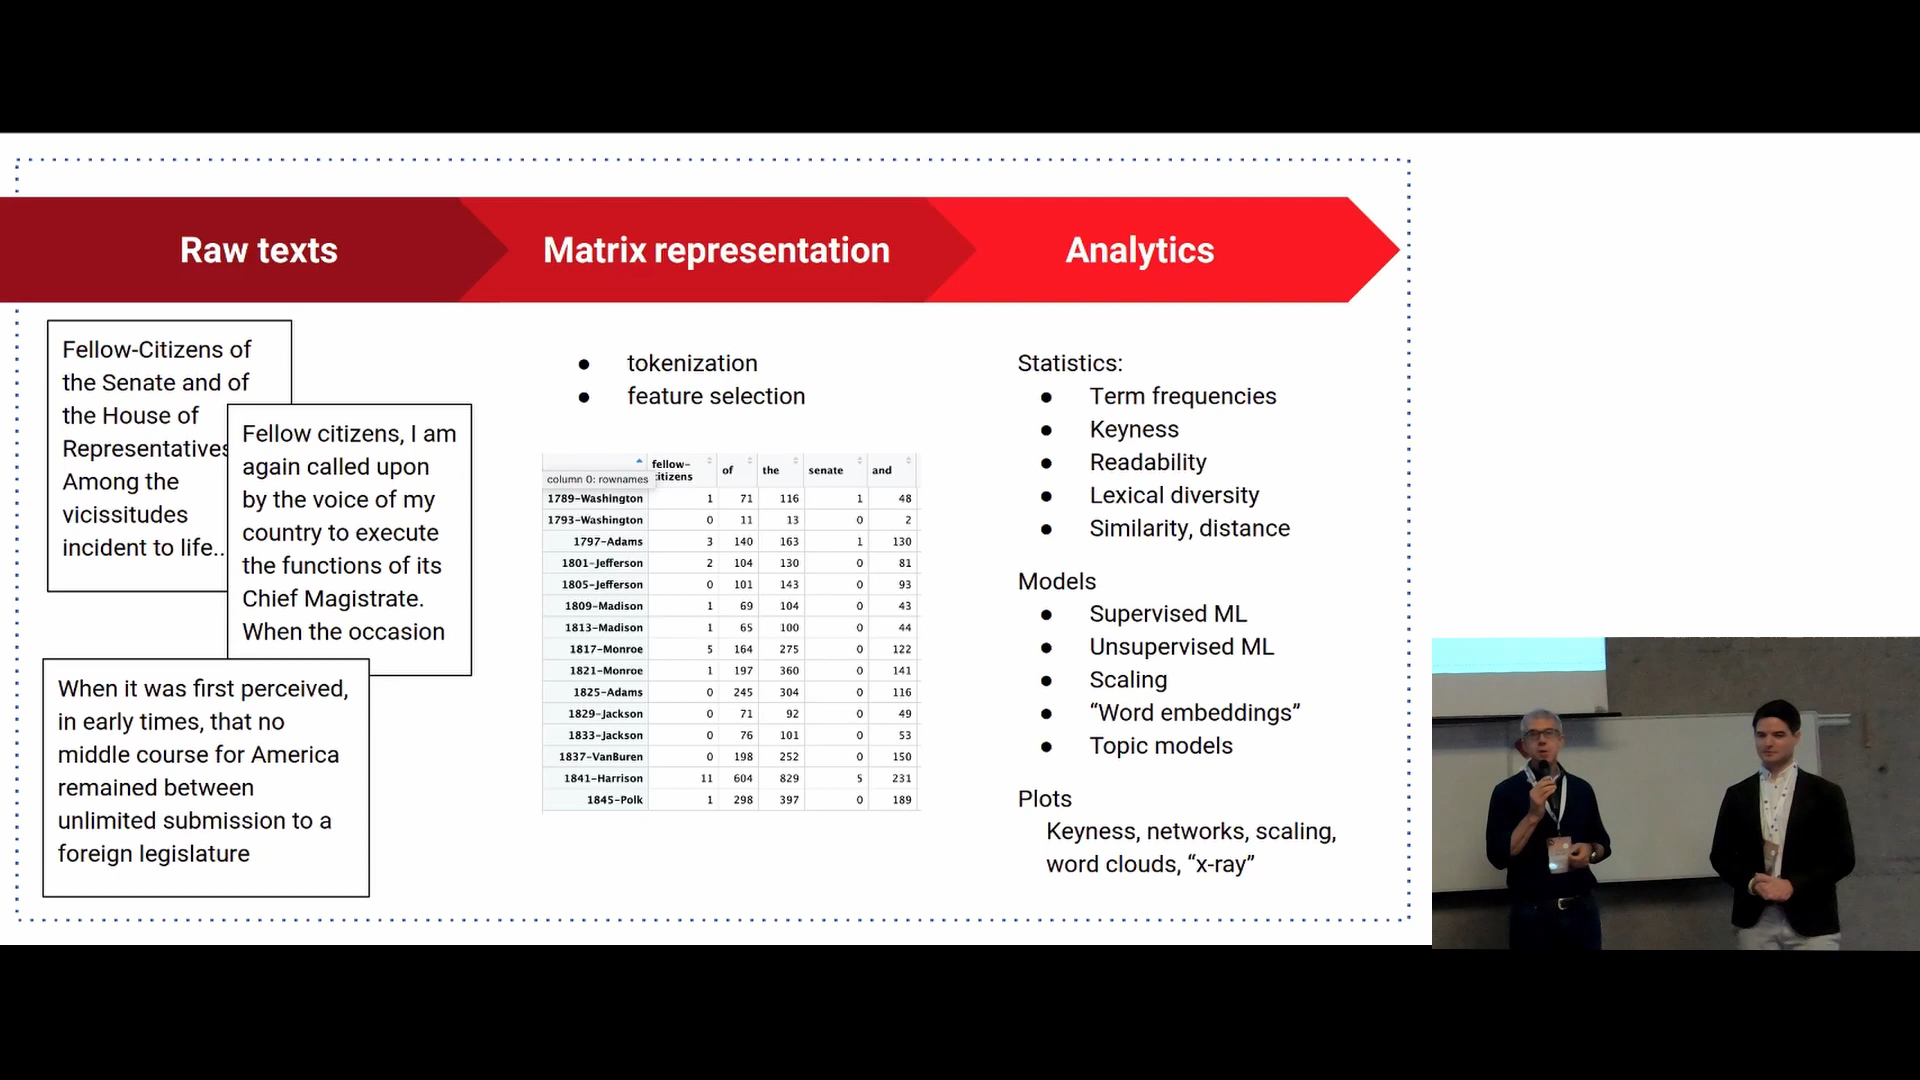 Raw texts
Matrix representation
Analytics
Fellow-Citizens of
the Senate and of
the House of
Representatives
Among the
vicissitudes
incident to life..
Fellow citizens, I am
again called upon
by the voice of my
country to execute
the functions of its
Chief Magistrate.
When the occasion
When it was first perceived,
in early times, that no
middle course for America
remained between
unlimited submission to a
foreign legislature
● tokenization
● feature selection
fellow-
citizens of the senate and
column 0: rownames
1789-Washington 1 71 116 1 48
1793-Washington 0 11 13 0 2
1797-Adams 3 140 163 1 130
1801-Jefferson 2 104 130 0 81
1805-Jefferson 0 101 143 0 93
1809-Madison 1 69 104 0 43
1813-Madison 1 65 100 0 44
1817-Monroe 5 164 275 0 122
1821-Monroe 1 197 360 0 141
1825-Adams 0 245 304 0 116
1829-Jackson 0 71 92 0 49
1833-Jackson 0 76 101 0 53
1837-VanBuren 0 198 252 0 150
1841-Harrison 11 604 829 5 231
1845-Polk 1 298 397 0 189
Statistics:
● Term frequencies
● Keyness
● Readability
● Lexical diversity
● Similarity, distance
Models
● Supervised ML
● Unsupervised ML
● Scaling
● “Word embeddings”
● Topic models
Plots
Keyness, networks, scaling,
word clouds, “x-ray”